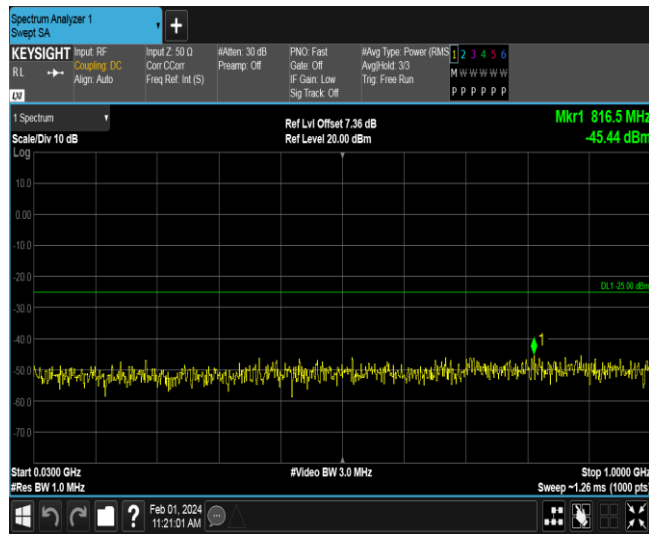 Spectrum Analyzer 1
Swept SA
KEYSIGHT
RL
LXI
Input: RF
Coupling: DC
Align: Auto
Input Z: 50 Ω
Corr CCorr
Freq Ref: Int (S)
#Atten: 30 dB
Preamp: Off
PNO: Fast
Gate: Off
IF Gain: Low
Sig Track: Off
#Avg Type: Power (RMS
Avg|Hold: 3/3
Trig: Free Run
1 2 3 4 5 6
M W W W W W
P P P P P P
1 Spectrum
Scale/Div 10 dB
Ref Lvl Offset 7.36 dB
Ref Level 20.00 dBm
Mkr1 816.5 MHz
-45.44 dBm
Log
10.0
0.00
-10.0
-20.0
DL1 -25.00 dBm
-30.0
-40.0
1
-50.0
-60.0
-70.0
Start 0.0300 GHz
#Res BW 1.0 MHz
#Video BW 3.0 MHz
Stop 1.0000 GHz
Sweep ~1.26 ms (1000 pts)
Feb 01, 2024
11:21:01 AM